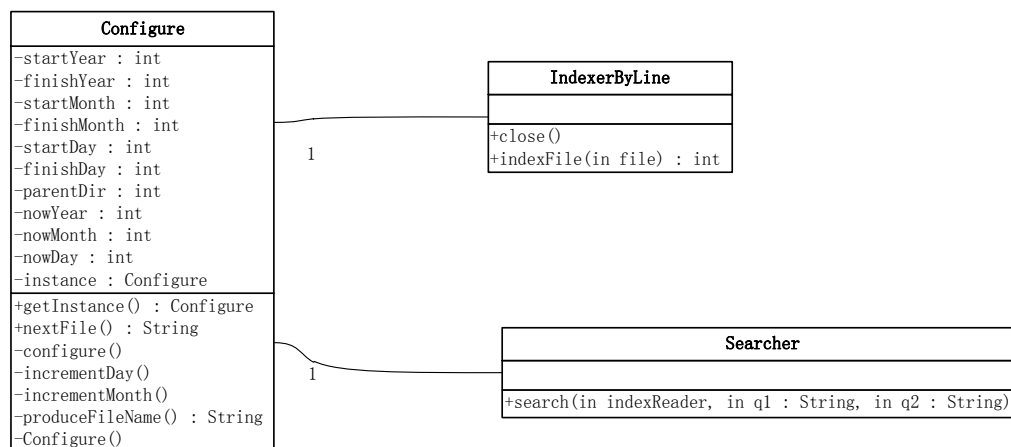 Configure
-startYear : int
-finishYear : int
-startMonth : int
-finishMonth : int
-startDay : int
-finishDay : int
-parentDir : int
-nowYear : int
-nowMonth : int
-nowDay : int
-instance : Configure
+getInstance() : Configure
+nextFile() : String
-configure()
-incrementDay()
-incrementMonth()
-produceFileName() : String
-Configure()
1
IndexerByLine
+close()
+indexFile(in file) : int
1
Searcher
+search(in indexReader, in q1 : String, in q2 : String)